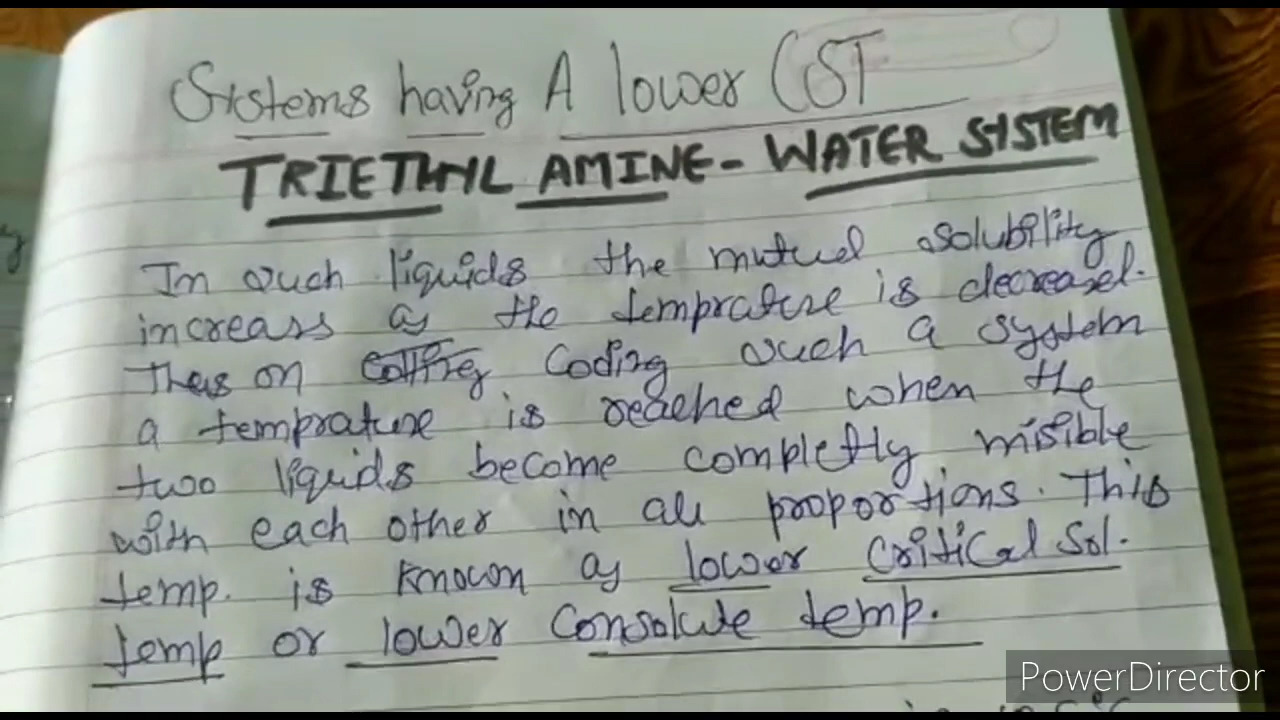 Systems having A lower CST
TRIETHYL AMINE - WATER SYSTEM
In such liquids the mutual solubility
increass as the temprature is decreased.
Thus on Cooling such a system
a temprature is reached when the
two liquids become completly misible
with each other in all proportions. This
temp. is known as lower Critical Sol.
temp or lower Consolute temp.
PowerDirector